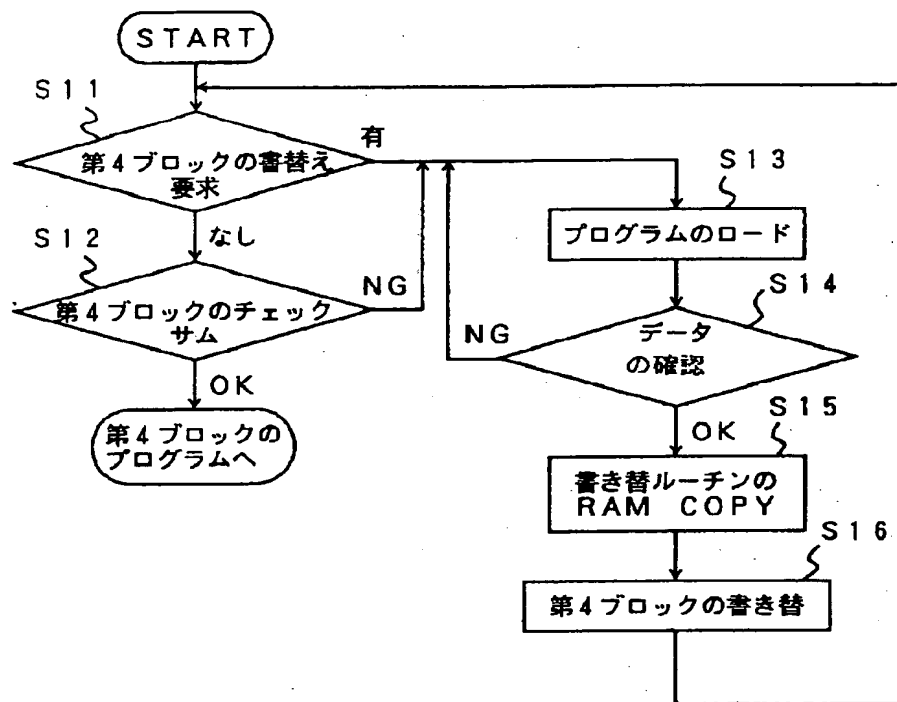 START
S11
第4ブロックの書替え
要求
有
なし
S12
第4ブロックのチェック
サム
NG
OK
第4ブロックの
プログラムへ
S13
プログラムのロード
S14
データ
の確認
NG
OK
S15
書き替ルーチンの
RAM COPY
S16
第4ブロックの書き替